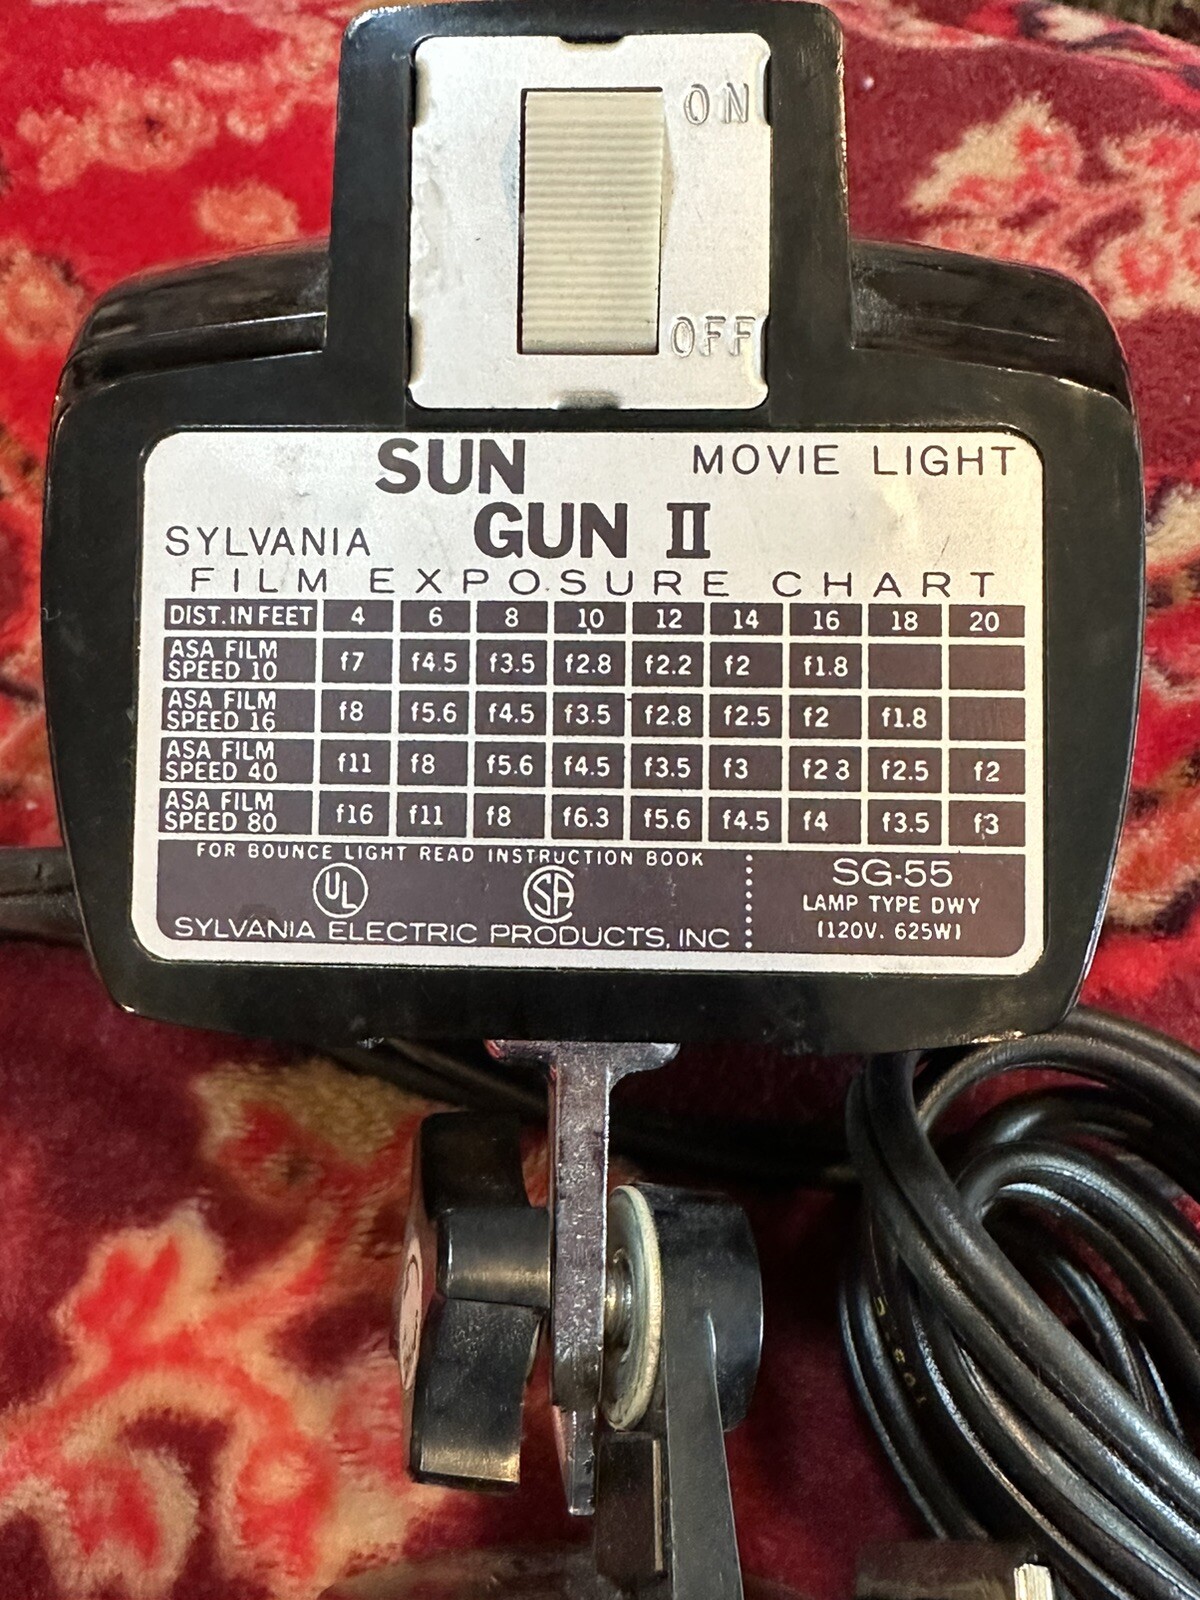 ON
OFF
SUN MOVIE LIGHT
SYLVANIA GUN II
FILM EXPOSURE CHART
DIST. IN FEET 4 6 8 10 12 14 16 18 20
ASA FILM SPEED 10 f7 f4.5 f3.5 f2.8 f2.2 f2 f1.8
ASA FILM SPEED 16 f8 f5.6 f4.5 f3.5 f2.8 f2.5 f2 f1.8
ASA FILM SPEED 40 f11 f8 f5.6 f4.5 f3.5 f3 f2 8 f2.5 f2
ASA FILM SPEED 80 f16 f11 f8 f6.3 f5.6 f4.5 f4 f3.5 f3
FOR BOUNCE LIGHT READ INSTRUCTION BOOK
UL SA
SYLVANIA ELECTRIC PRODUCTS, INC
SG-55
LAMP TYPE DWY
(120V. 625W)